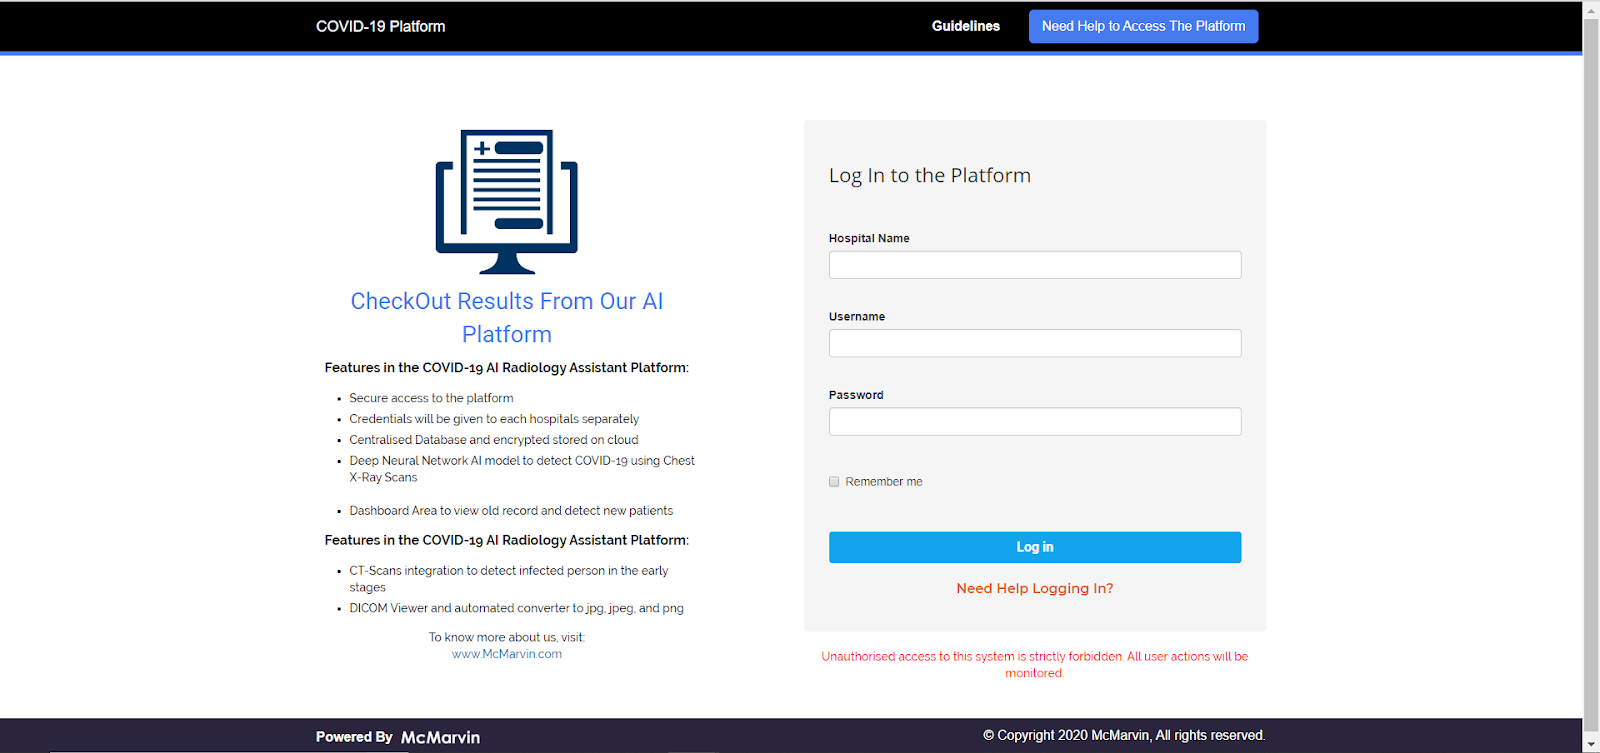 COVID-19 Platform
Guidelines
Need Help to Access The Platform
CheckOut Results From Our AI
Platform
Features in the COVID-19 AI Radiology Assistant Platform:
Secure access to the platform
Credentials will be given to each hospitals separately
Centralised Database and encrypted stored on cloud
Deep Neural Network AI model to detect COVID-19 using Chest
X-Ray Scans
Dashboard Area to view old record and detect new patients
Features in the COVID-19 AI Radiology Assistant Platform:
CT-Scans integration to detect infected person in the early
stages
DICOM Viewer and automated converter to jpg, jpeg, and png
To know more about us, visit:
www.McMarvin.com
Log In to the Platform
Hospital Name
Username
Password
Remember me
Log in
Need Help Logging In?
Unauthorised access to this system is strictly forbidden. All user actions will be
monitored.
Powered By McMarvin
© Copyright 2020 McMarvin, All rights reserved.